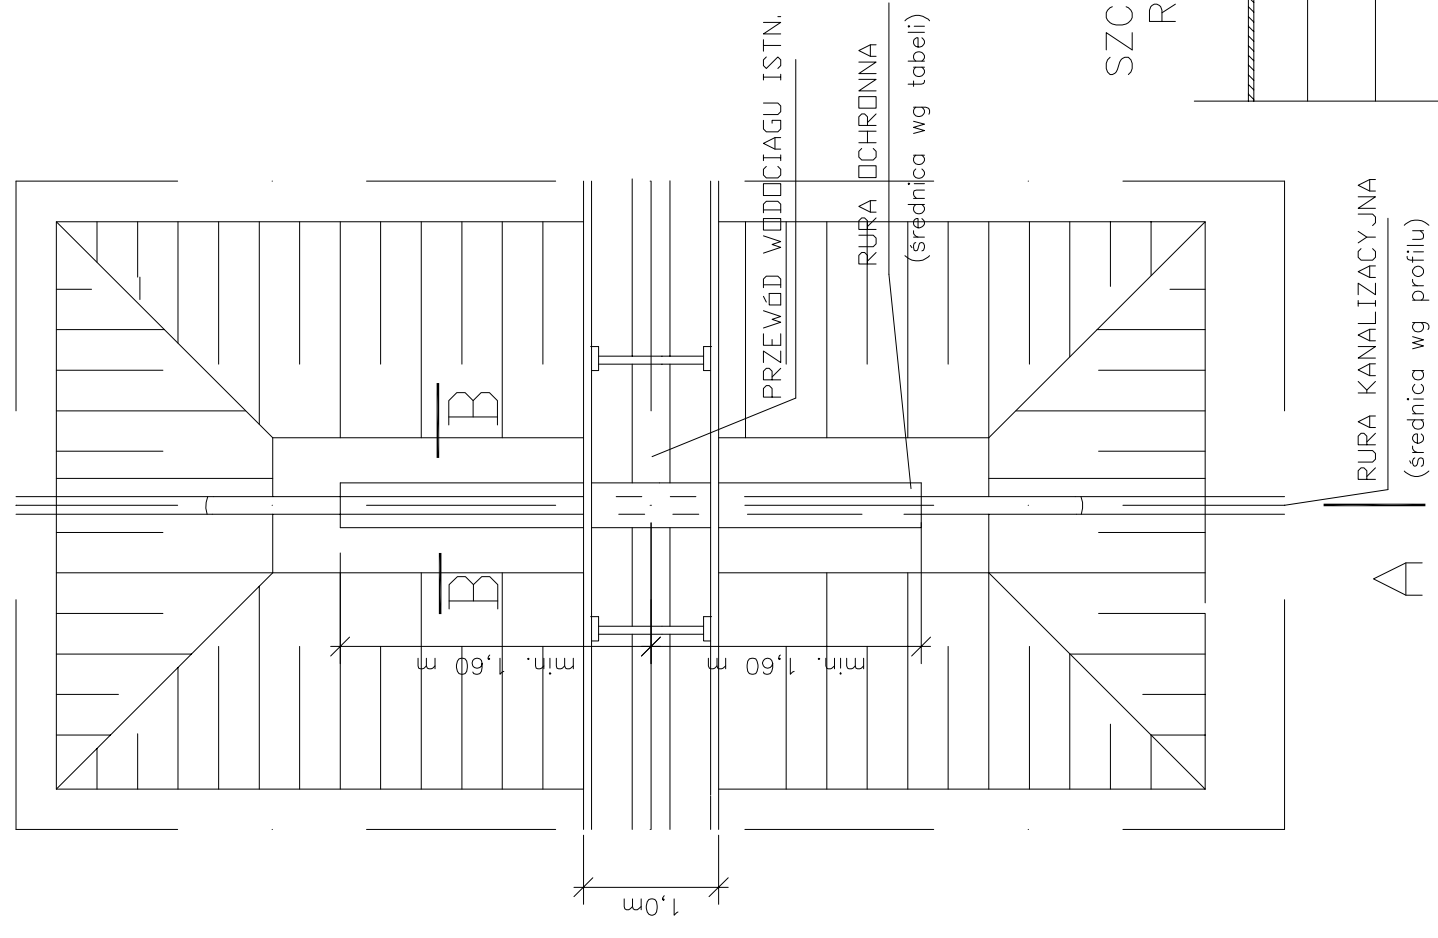 PRZEWóD WODOCIAGU ISTN.
RURA OCHRONNA
(średnica wg tabeli)
SZC
R
RURA KANALIZACYJNA
(średnica wg profilu)
B
B
min. 1,60 m
min. 1,60 m
1,0m
A